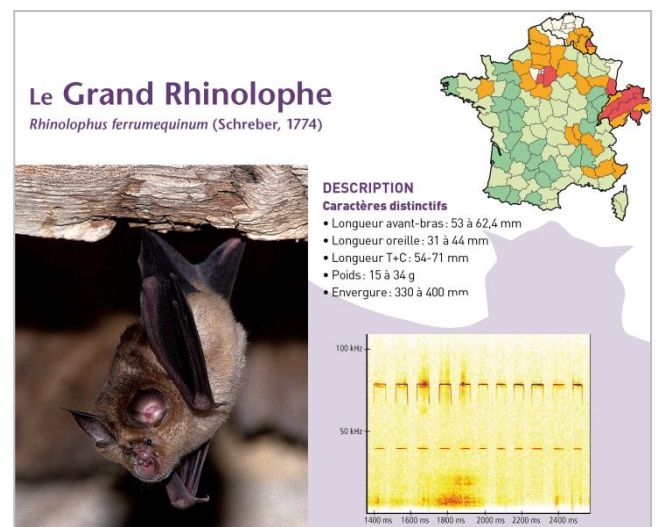 Le Grand Rhinolophe
Rhinolophus ferrumequinum (Schreber, 1774)
DESCRIPTION
Caractères distinctifs
• Longueur avant-bras : 53 à 62,4 mm
• Longueur oreille : 31 à 44 mm
• Longueur T+C : 54-71 mm
• Poids : 15 à 34 g
• Envergure : 330 à 400 mm
100 kHz
50 kHz
1400 ms 1600 ms 1800 ms 2000 ms 2200 ms 2400 ms